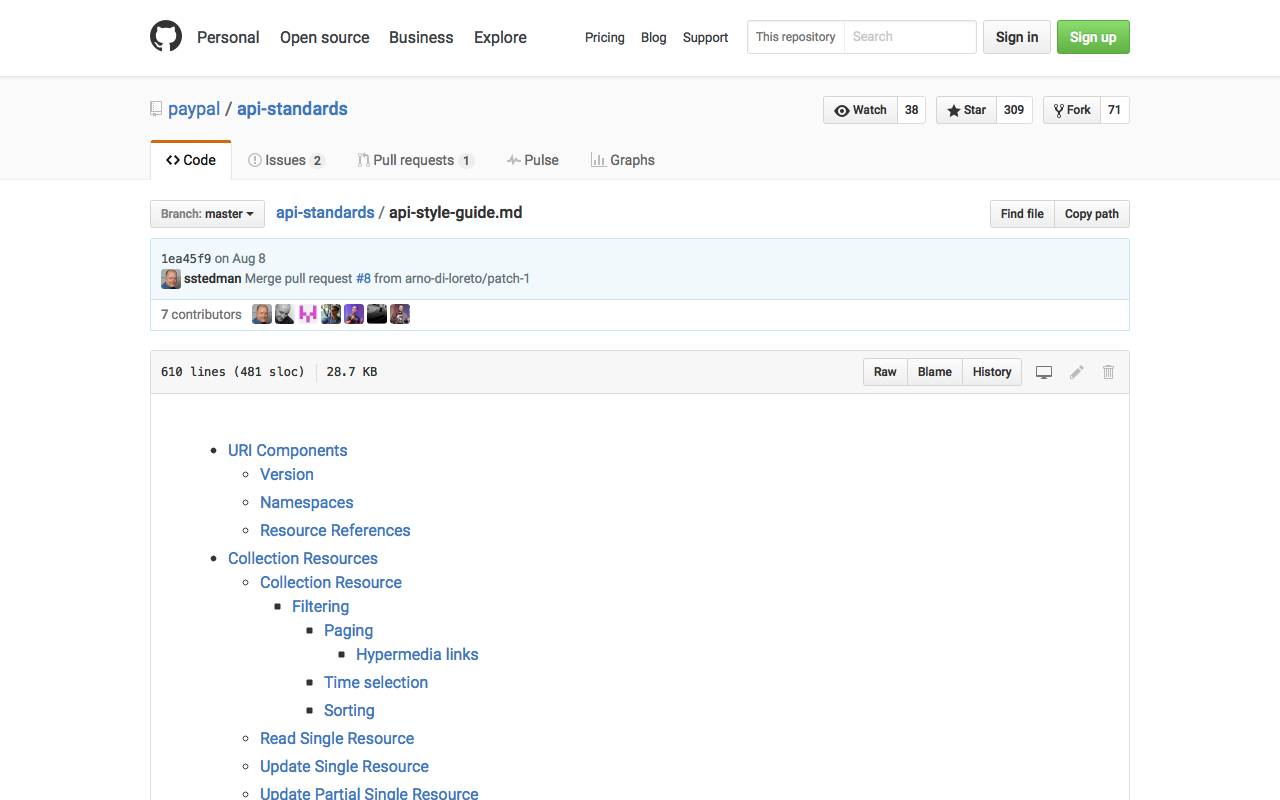 Personal Open source Business Explore Pricing Blog Support This repository Search Sign in Sign up
paypal / api-standards Watch 38 Star 309 Fork 71
Code Issues 2 Pull requests 1 Pulse Graphs
Branch: master api-standards / api-style-guide.md Find file Copy path
1ea45f9 on Aug 8
sstedman Merge pull request #8 from arno-di-loreto/patch-1
7 contributors
610 lines (481 sloc) 28.7 KB Raw Blame History
URI Components
Version
Namespaces
Resource References
Collection Resources
Collection Resource
Filtering
Paging
Hypermedia links
Time selection
Sorting
Read Single Resource
Update Single Resource
Update Partial Single Resource